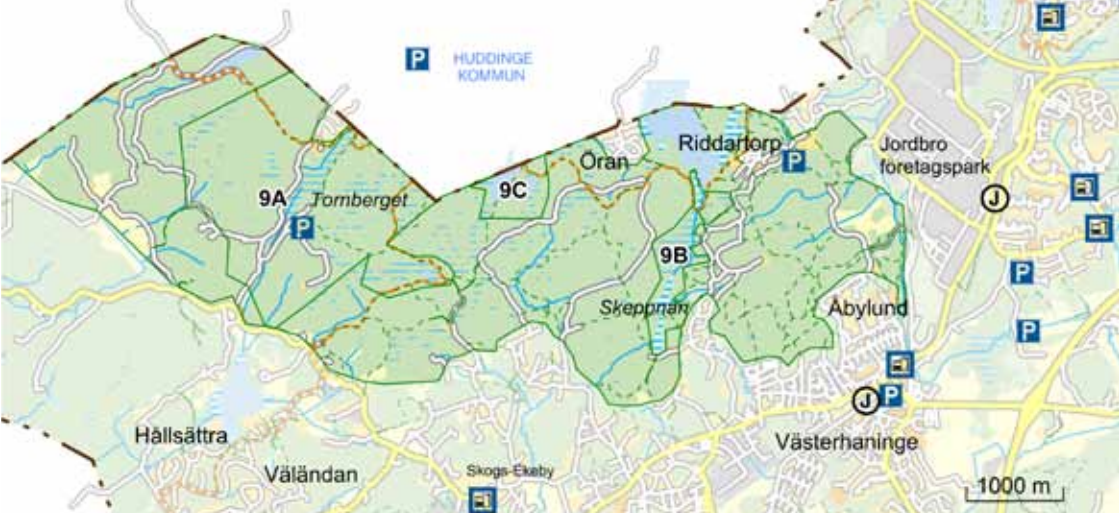 P
HUDDINGE
KOMMUN
Riddartorp
Jordbro
företagspark
Öran
P
9C
9A
Tornberget
J
P
9B
P
Skeppnan
Åbylund
P
J
P
Hållsättra
Västerhaninge
Väländan
Skogs-Ekeby
1000 m